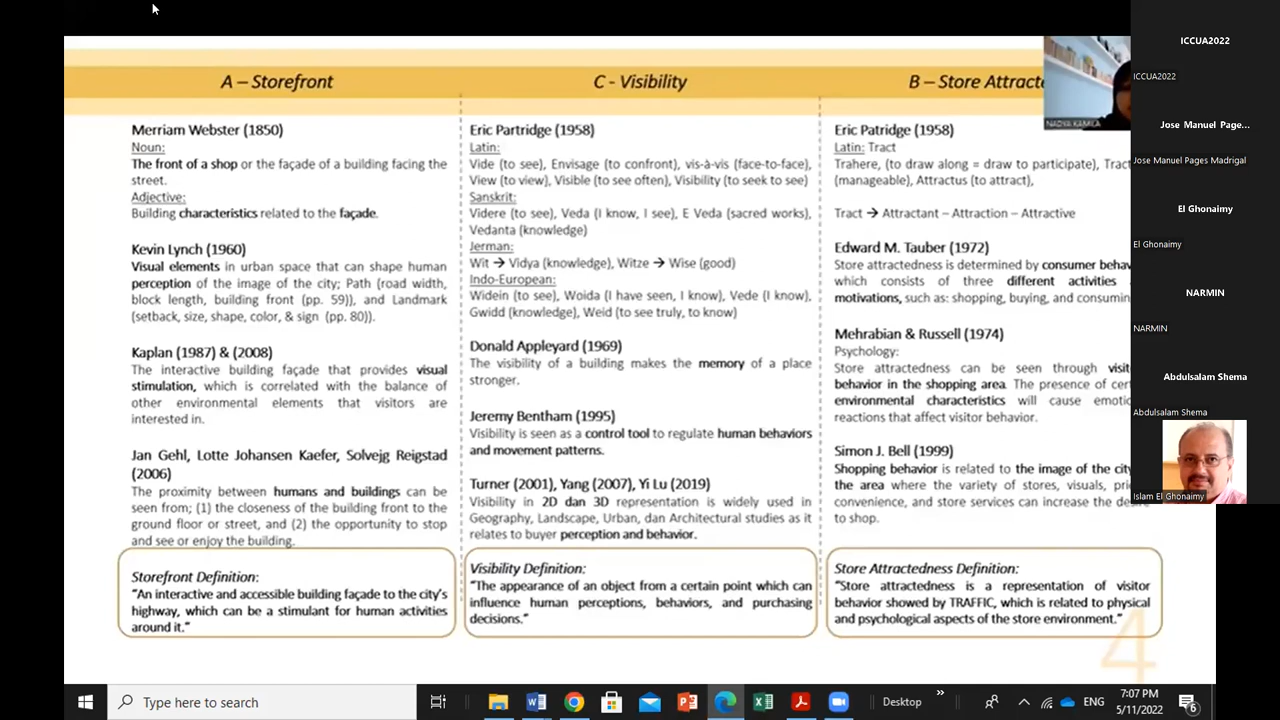 A – Storefront
Merriam Webster (1850)
Noun:
The front of a shop or the façade of a building facing the
street.
Adjective:
Building characteristics related to the façade.
Kevin Lynch (1960)
Visual elements in urban space that can shape human
perception of the image of the city; Path (road width,
block length, building front (pp. 59)), and Landmark
(setback, size, shape, color, & sign (pp. 80)).
Kaplan (1987) & (2008)
The interactive building façade that provides visual
stimulation, which is correlated with the balance of
other environmental elements that visitors are
interested in.
Jan Gehl, Lotte Johansen Kaefer, Solvejg Reigstad
(2006)
The proximity between humans and buildings can be
seen from; (1) the closeness of the building front to the
ground floor or street, and (2) the opportunity to stop
and see or enjoy the building.
Storefront Definition:
“An interactive and accessible building façade to the city’s
highway, which can be a stimulant for human activities
around it.”
C - Visibility
Eric Partridge (1958)
Latin:
Vide (to see), Envisage (to confront), vis-à-vis (face-to-face),
View (to view), Visible (to see often), Visibility (to seek to see)
Sanskrit:
Videre (to see), Veda (I know, I see), E Veda (sacred works),
Vedanta (knowledge)
Jerman:
Wit → Vidya (knowledge), Witze → Wise (good)
Indo-European:
Widein (to see), Woida (I have seen, I know), Vede (I know),
Gwidd (knowledge), Weid (to see truly, to know)
Donald Appleyard (1969)
The visibility of a building makes the memory of a place
stronger.
Jeremy Bentham (1995)
Visibility is seen as a control tool to regulate human behaviors
and movement patterns.
Turner (2001), Yang (2007), Yi Lu (2019)
Visibility in 2D dan 3D representation is widely used in
Geography, Landscape, Urban, dan Architectural studies as it
relates to buyer perception and behavior.
Visibility Definition:
“The appearance of an object from a certain point which can
influence human perceptions, behaviors, and purchasing
decisions.”
B – Store Attracte
Eric Patridge (1958)
Latin: Tract
Trahere, (to draw along = draw to participate), Tract
(manageable), Attractus (to attract),
Tract → Attractant – Attraction – Attractive
Edward M. Tauber (1972)
Store attractedness is determined by consumer behav
which consists of three different activities
motivations, such as: shopping, buying, and consumin
Mehrabian & Russell (1974)
Psychology:
Store attractedness can be seen through visit
behavior in the shopping area. The presence of cert
environmental characteristics will cause emotio
reactions that affect visitor behavior.
Simon J. Bell (1999)
Shopping behavior is related to the image of the city
the area where the variety of stores, visuals, pri
convenience, and store services can increase the desire
to shop.
Store Attractedness Definition:
“Store attractedness is a representation of visitor
behavior showed by TRAFFIC, which is related to physical
and psychological aspects of the store environment.”
4
NADYA KAMILA
ICCUA2022
ICCUA2022
Jose Manuel Page...
Jose Manuel Pages Madrigal
El Ghonaimy
El Ghonaimy
NARMIN
NARMIN
Abdulsalam Shema
Abdulsalam Shema
Islam El Ghonaimy
Type here to search
Desktop
ENG
7:07 PM
5/11/2022
6